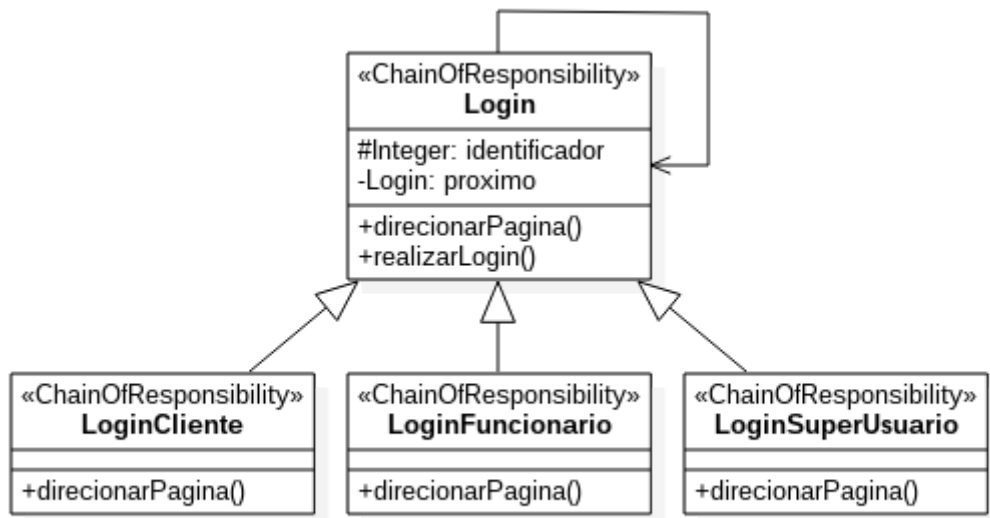 «ChainOfResponsibility»
Login
#Integer: identificador
-Login: proximo
+direcionarPagina()
+realizarLogin()
«ChainOfResponsibility»
LoginCliente
+direcionarPagina()
«ChainOfResponsibility»
LoginFuncionario
+direcionarPagina()
«ChainOfResponsibility»
LoginSuperUsuario
+direcionarPagina()